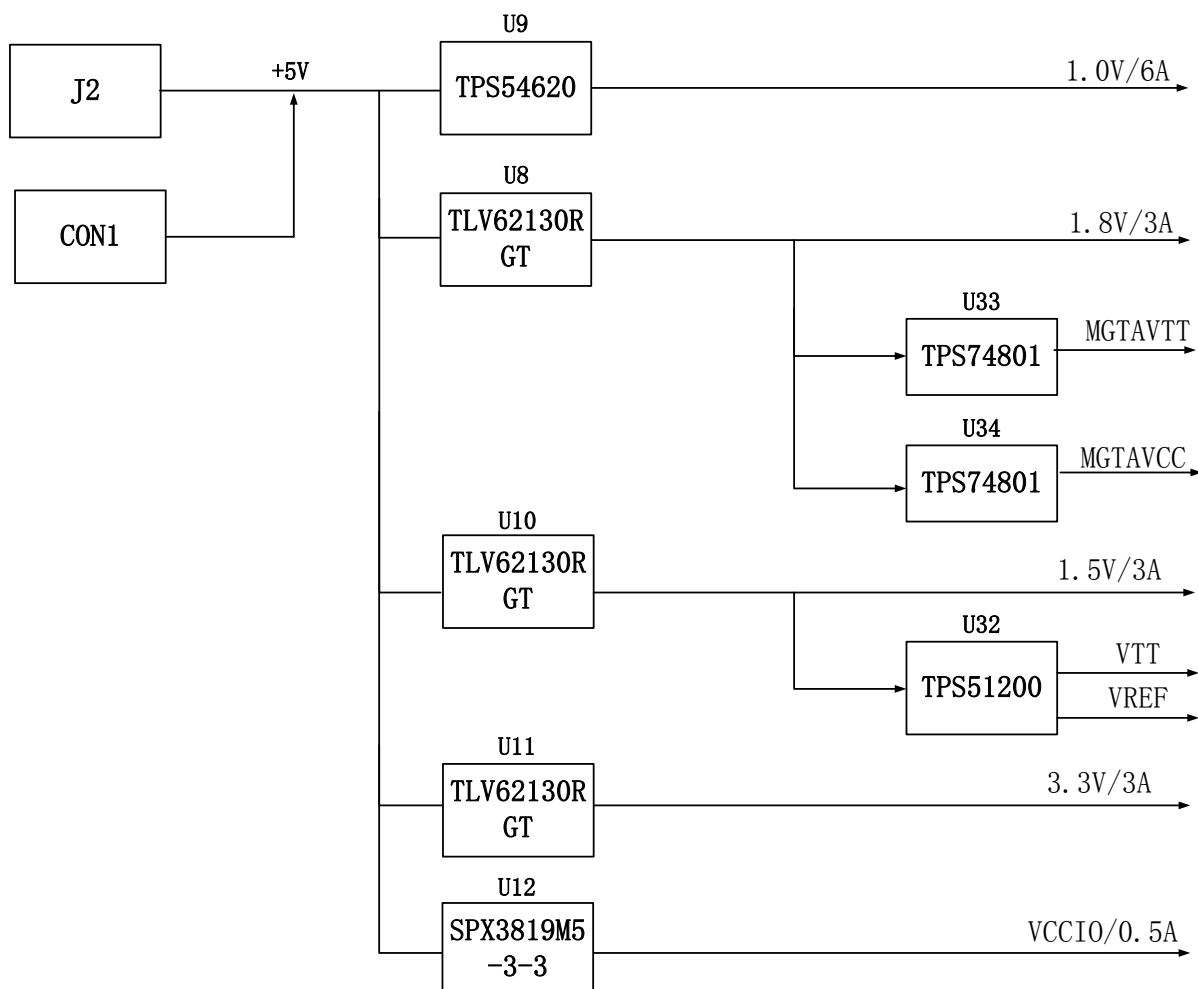 U9
J2
+5V
TPS54620
1.0V/6A
U8
CON1
TLV62130R
GT
1.8V/3A
U33
TPS74801
MGTAVTT
U34
TPS74801
MGTAVCC
U10
TLV62130R
GT
1.5V/3A
U32
TPS51200
VTT
VREF
U11
TLV62130R
GT
3.3V/3A
U12
SPX3819M5
-3-3
VCCIO/0.5A